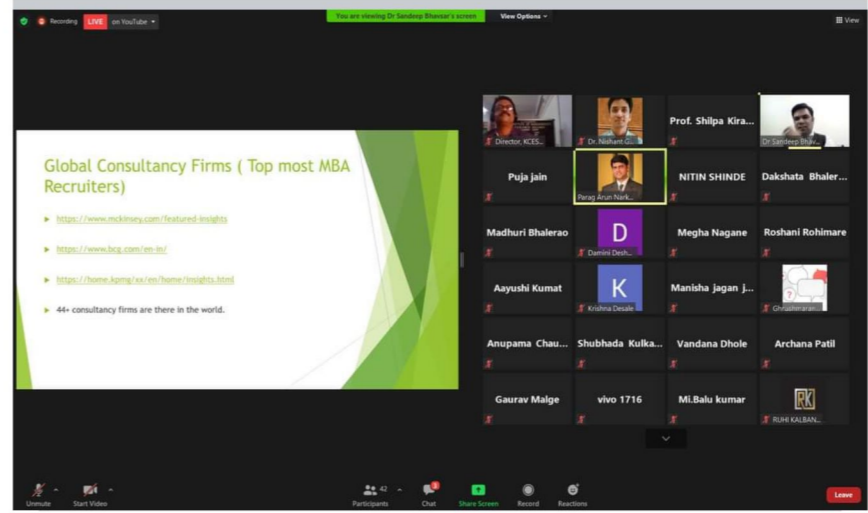 Recording
LIVE on YouTube
You are viewing Dr Sandeep Bhavsar's screen
View Options
View
Global Consultancy Firms ( Top most MBA
Recruiters)
https://www.mckinsey.com/featured-insights
https://www.bcg.com/en-in/
https://home.kpmg/xx/en/home/insights.html
44+ consultancy firms are there in the world.
Director, KCES...
Dr. Nishant G...
Prof. Shilpa Kira...
Dr Sandeep Bhav...
Puja jain
Parag Arun Nark...
NITIN SHINDE
Dakshata Bhaler...
Madhuri Bhalerao
D
Damini Desh...
Megha Nagane
Roshani Rohimare
Aayushi Kumat
K
Krishna Desale
Manisha jagan j...
Ghrushmaran...
Anupama Chau...
Shubhada Kulka...
Vandana Dhole
Archana Patil
Gaurav Malge
vivo 1716
Mi.Balu kumar
RK
RUHI KALBAN...
Unmute
Start Video
42
Participants
Chat
Share Screen
Record
Reactions
Leave